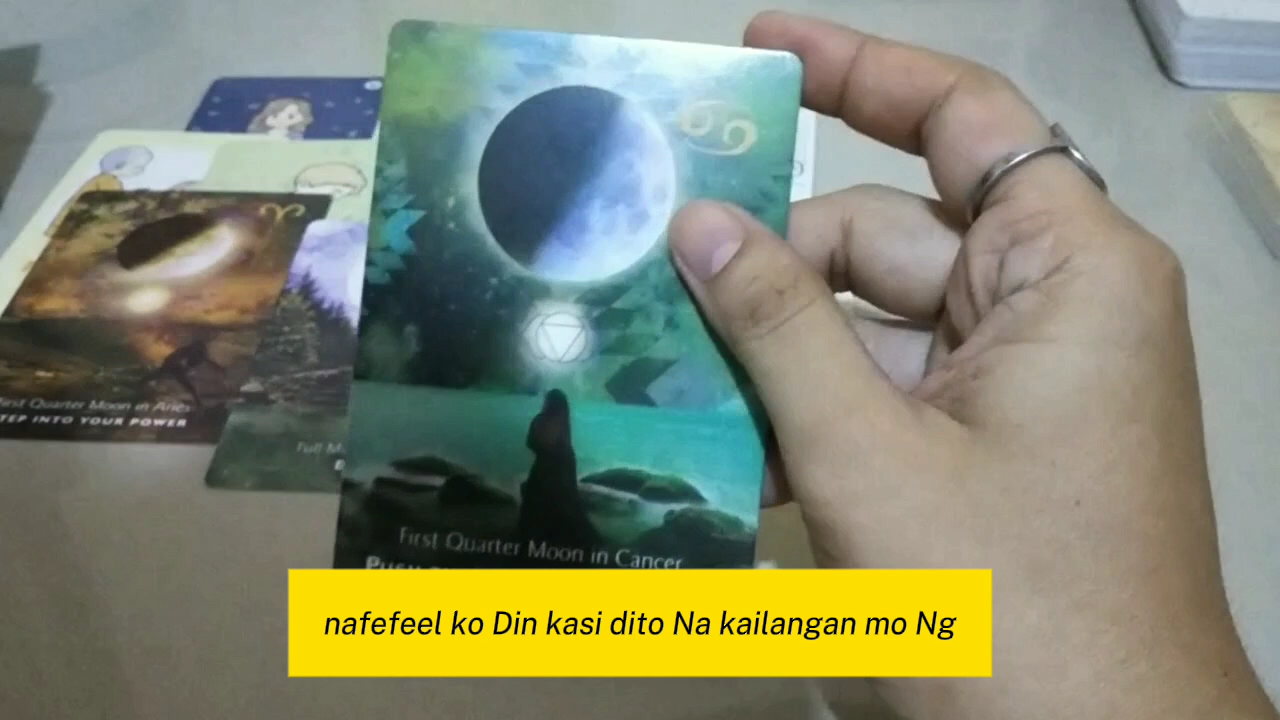 First Quarter Moon in Aries
STEP INTO YOUR POWER
First Quarter Moon in Cancer
nafefeel ko Din kasi dito Na kailangan mo Ng